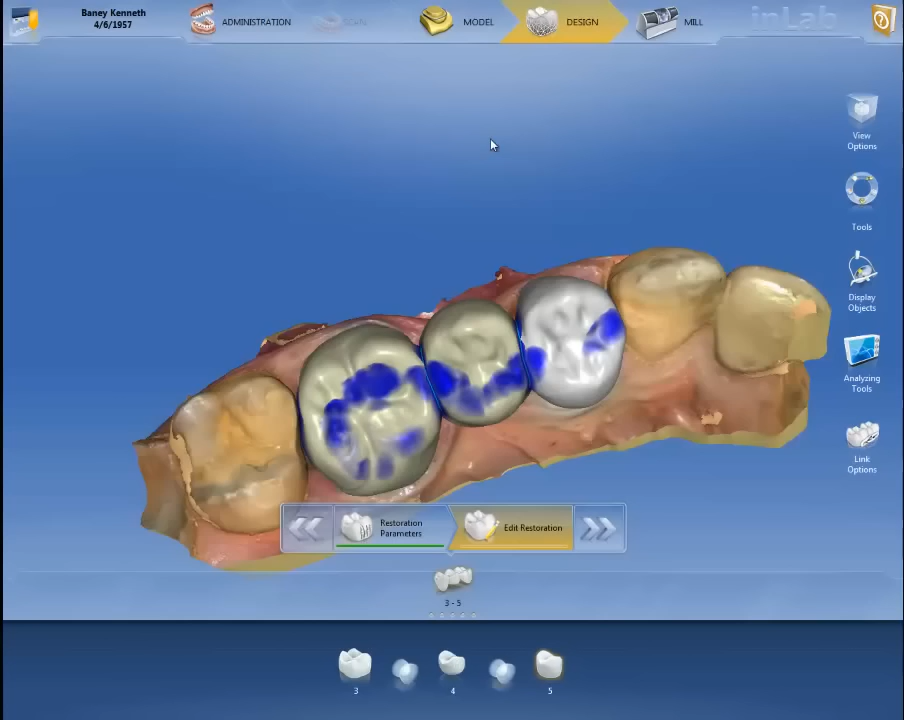 Baney Kenneth
4/6/1957
ADMINISTRATION
SCAN
MODEL
DESIGN
MILL
inLab
View
Options
Tools
Display
Objects
Analyzing
Tools
Link
Options
Restoration
Parameters
Edit Restoration
3 - 5
3
4
5